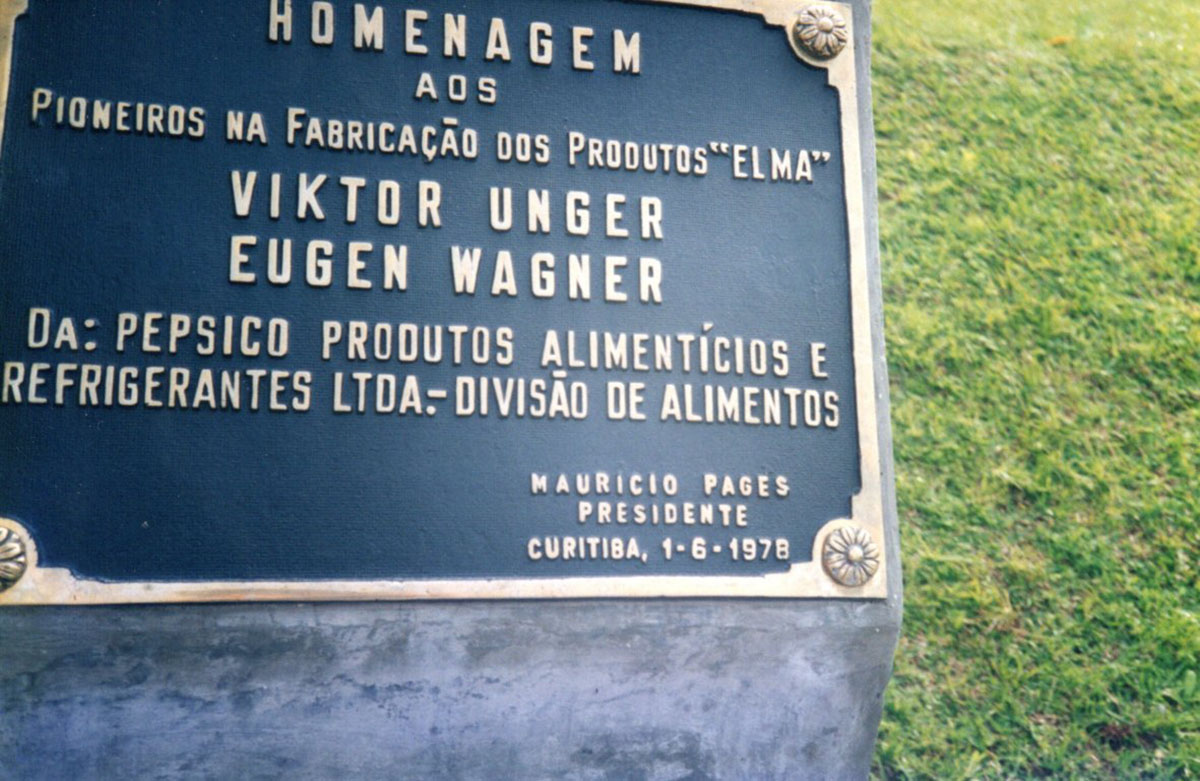 HOMENAGEM
AOS
PIONEIROS NA FABRICAÇÃO DOS PRODUTOS "ELMA"
VIKTOR UNGER
EUGEN WAGNER
DA: PEPSICO PRODUTOS ALIMENTÍCIOS E
REFRIGERANTES LTDA.-DIVISÃO DE ALIMENTOS
MAURICIO PAGES
PRESIDENTE
CURITIBA, 1-6-1978